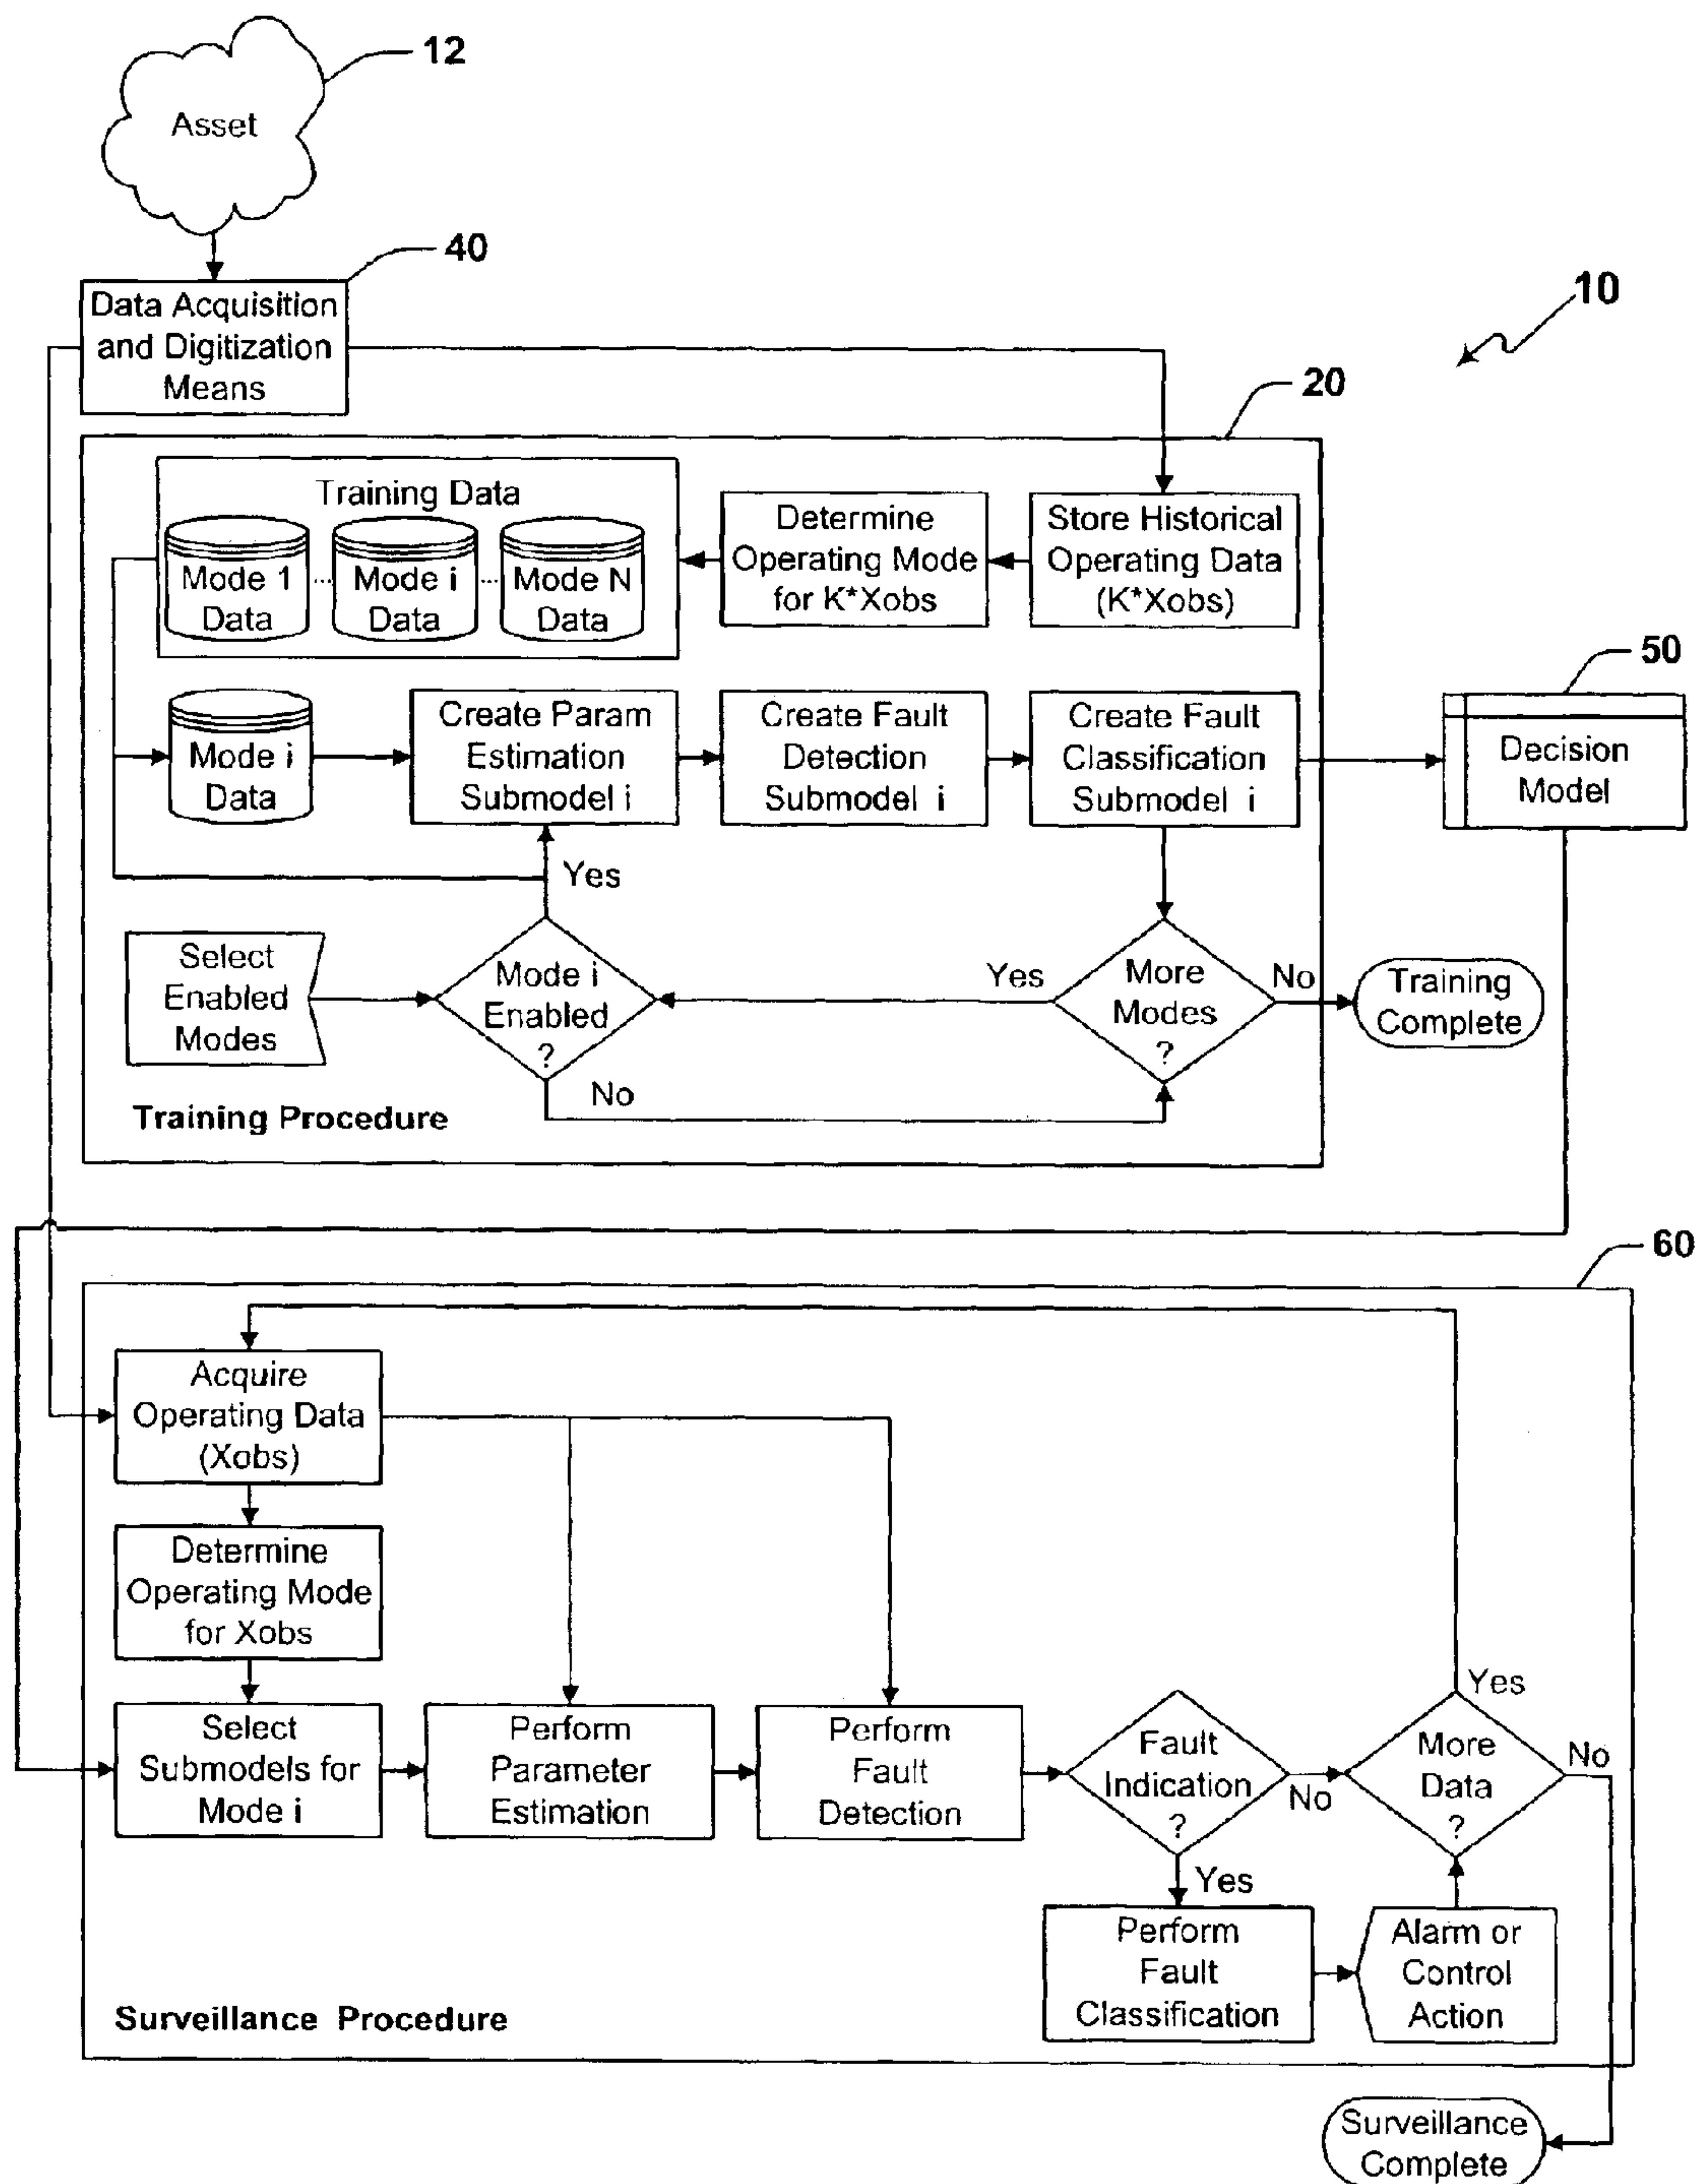 12
Asset
40
Data Acquisition
and Digitization
Means
10
20
Training Data
Mode 1
Data
...
Mode i
Data
...
Mode N
Data
Determine
Operating Mode
for K*Xobs
Store Historical
Operating Data
(K*Xobs)
50
Mode i
Data
Create Param
Estimation
Submodel i
Create Fault
Detection
Submodel i
Create Fault
Classification
Submodel i
Decision
Model
Yes
Select
Enabled
Modes
Mode i
Enabled
?
Yes
More
Modes
?
No
Training
Complete
No
Training Procedure
60
Acquire
Operating Data
(Xobs)
Determine
Operating Mode
for Xobs
Select
Submodels for
Mode i
Perform
Parameter
Estimation
Perform
Fault
Detection
Fault
Indication
?
No
Yes
More
Data
?
No
Yes
Perform
Fault
Classification
Alarm or
Control
Action
Surveillance Procedure
Surveillance
Complete